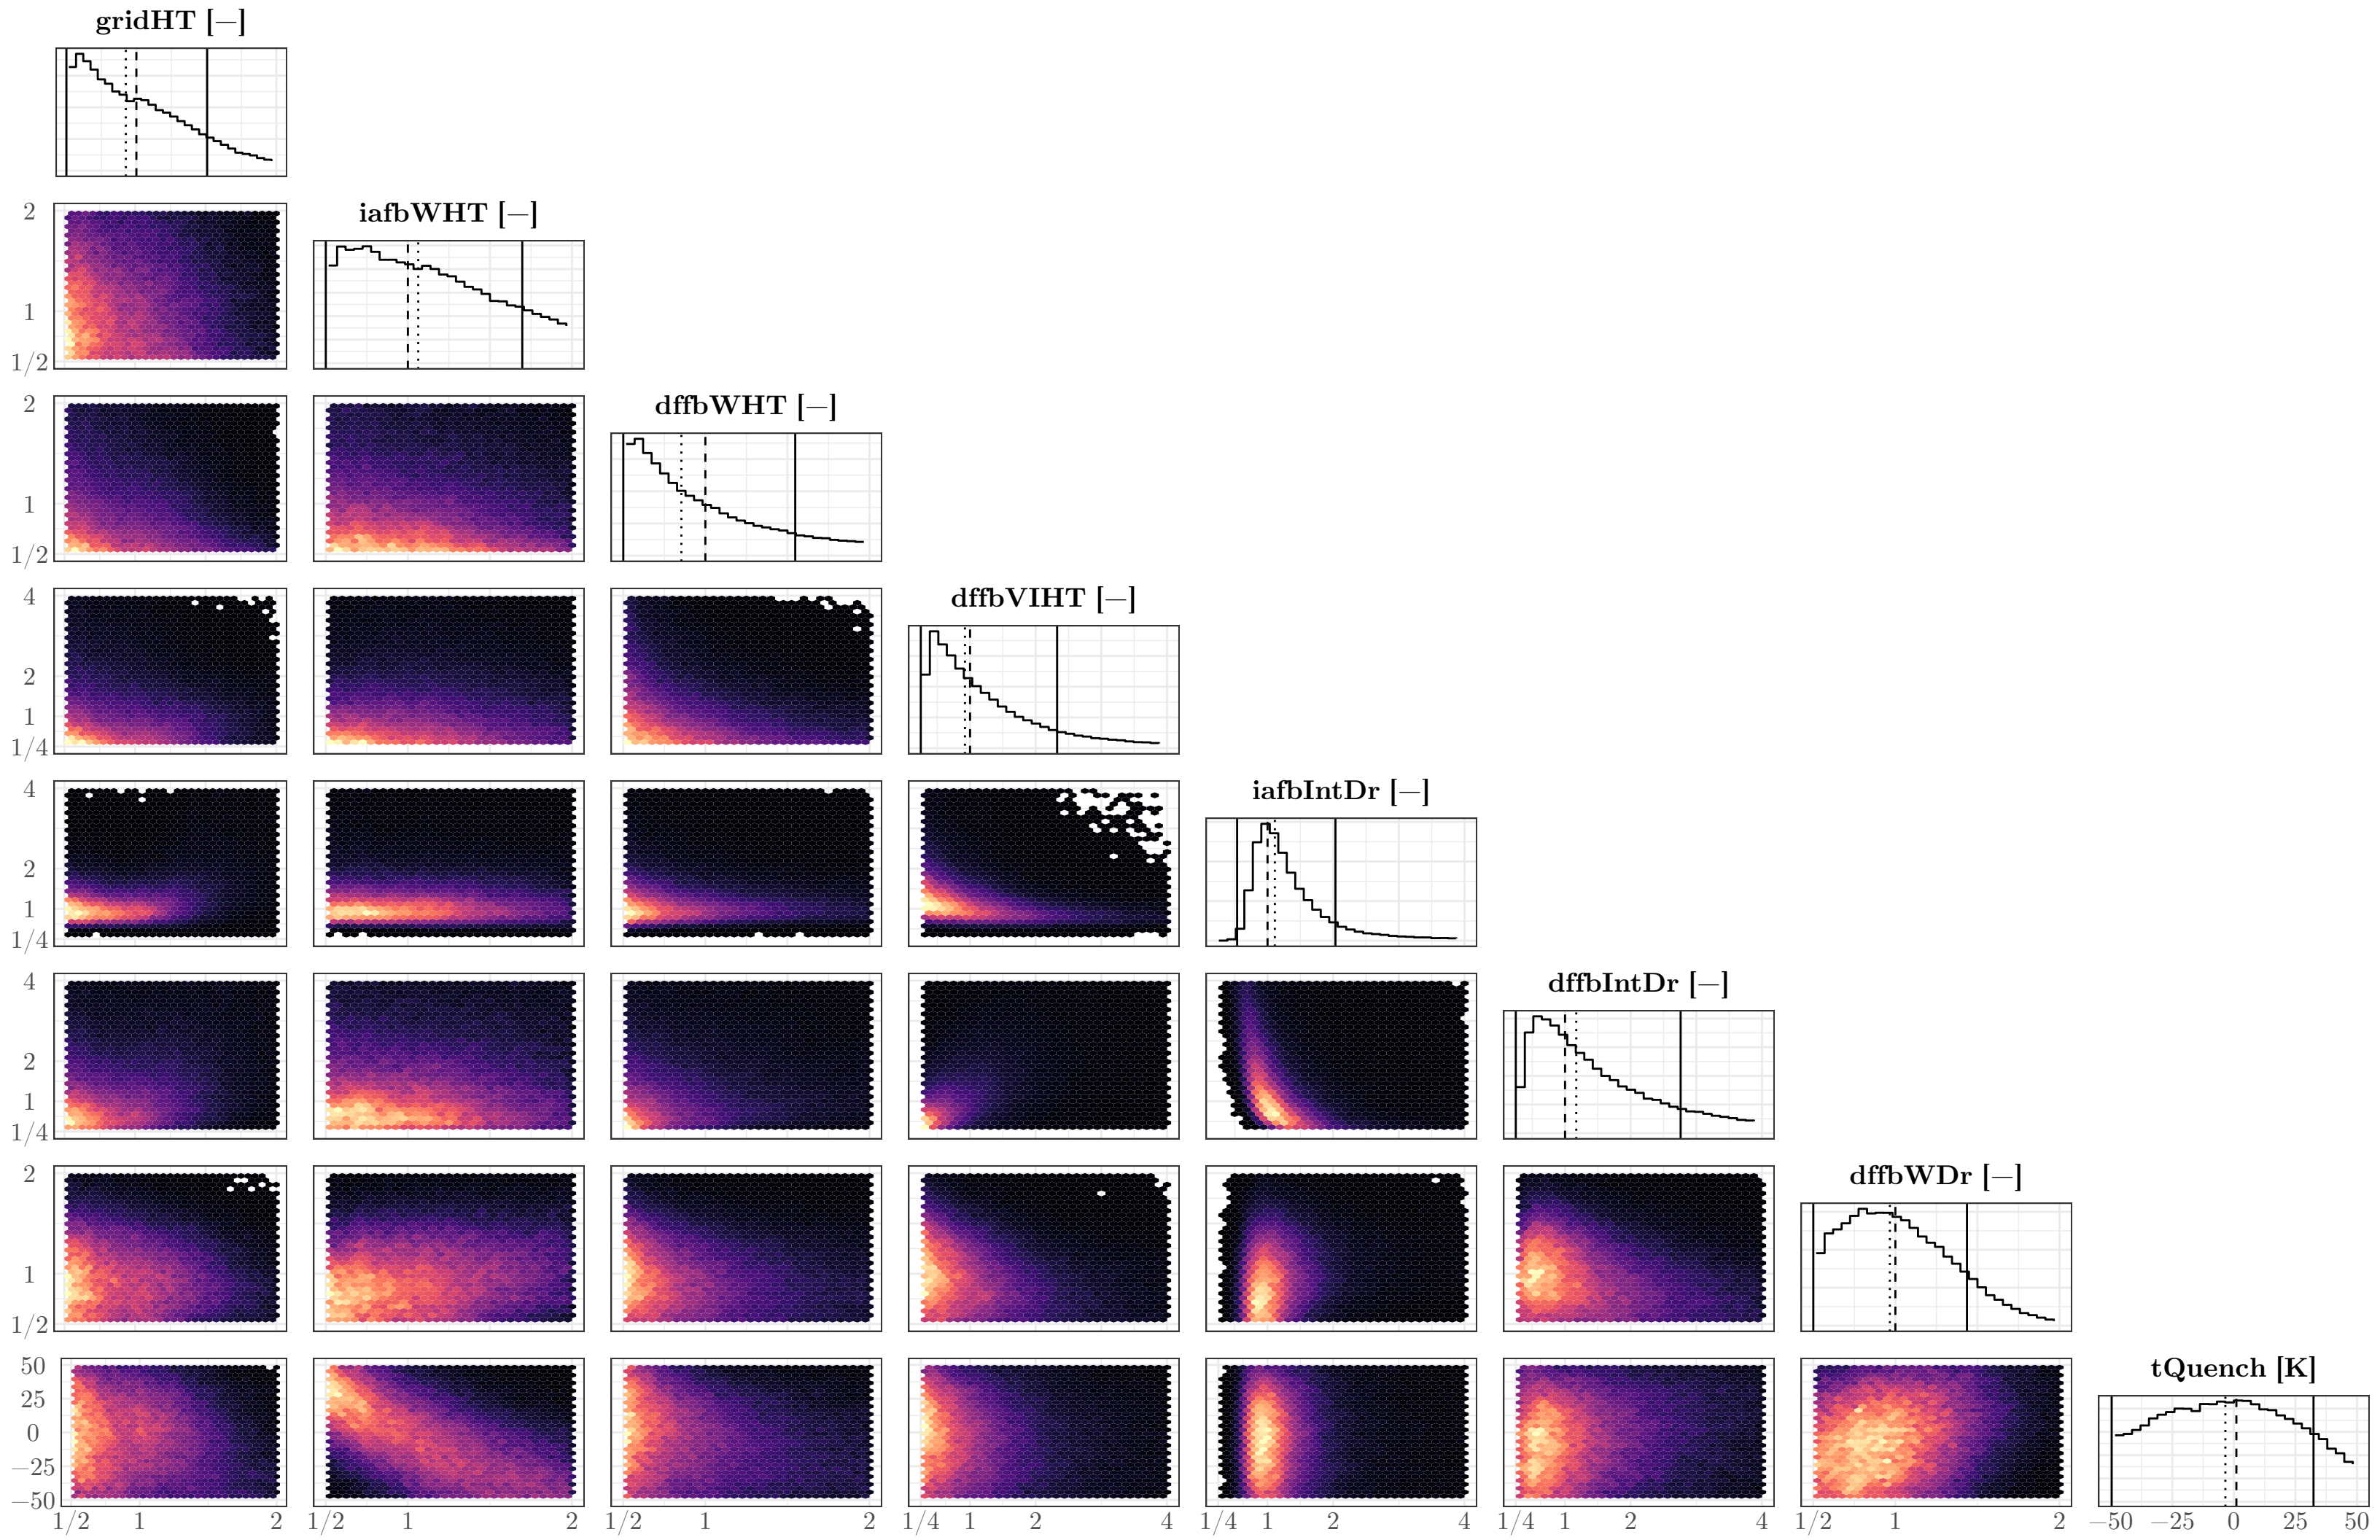 gridHT [−]
2
1
1/2
iafbWHT [−]
2
1
1/2
dffbWHT [−]
4
2
1
1/4
dffbVIHT [−]
4
2
1
1/4
iafbIntDr [−]
4
2
1
1/4
dffbIntDr [−]
2
1
1/2
dffbWDr [−]
50
25
0
−25
−50
tQuench [K]
1/2 1 2 1/2 1 2 1/2 1 2 1/4 1 2 4 1/4 1 2 4 1/4 1 2 4 1/2 1 2 −50 −25 0 25 50